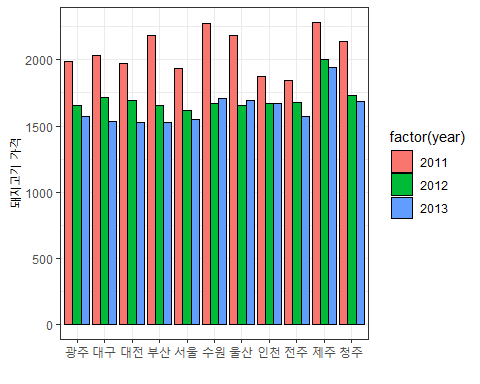 돼지고기 가격
2000
1500
1000
500
0
광주 대구 대전 부산 서울 수원 울산 인천 전주 제주 청주
factor(year)
2011
2012
2013